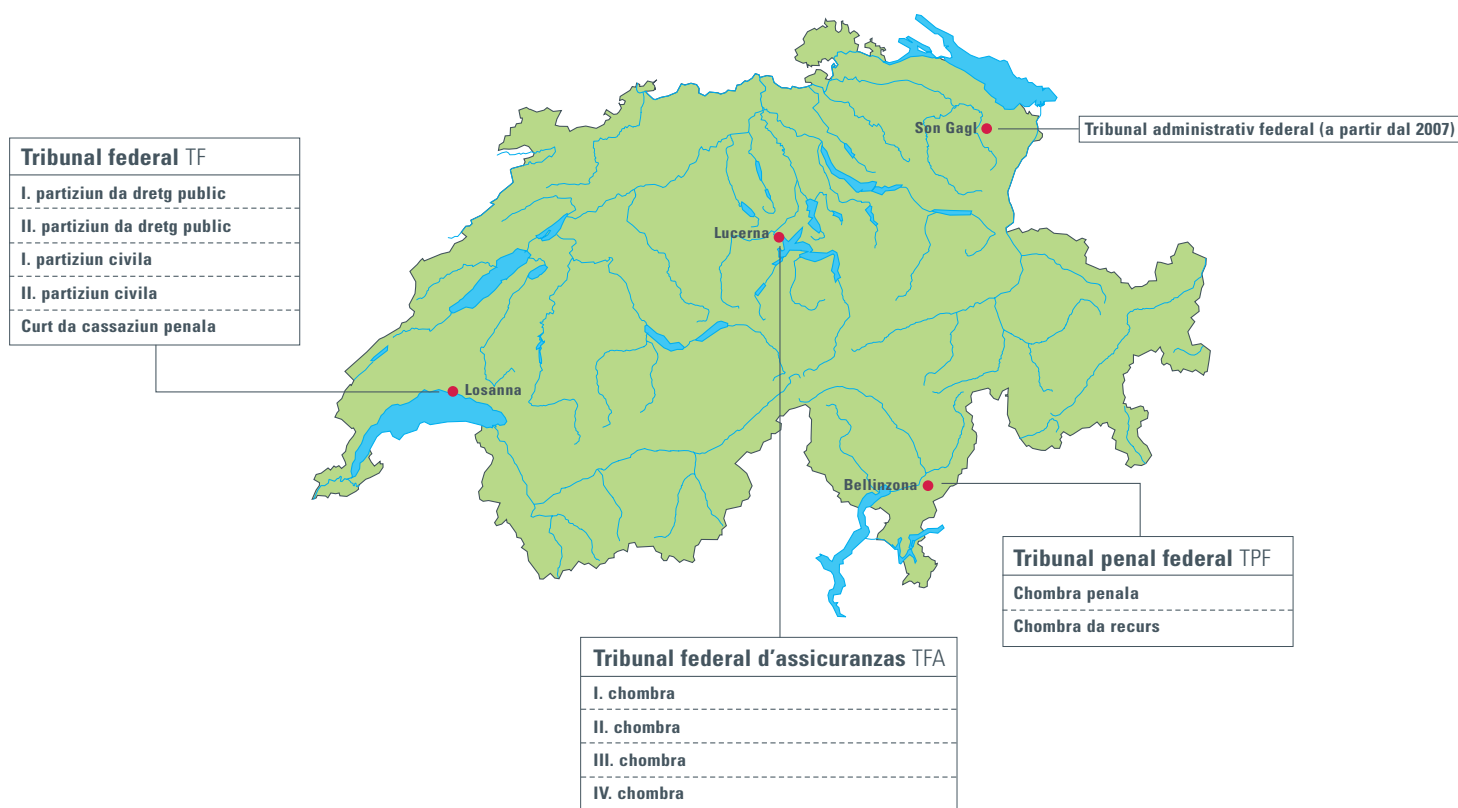 Son Gagl
Tribunal administrativ federal (a partir dal 2007)
Tribunal federal TF
I. partiziun da dretg public
II. partiziun da dretg public
I. partiziun civila
II. partiziun civila
Curt da cassaziun penala
Lucerna
Losanna
Bellinzona
Tribunal penal federal TPF
Chombra penala
Chombra da recurs
Tribunal federal d’assicuranzas TFA
I. chombra
II. chombra
III. chombra
IV. chombra